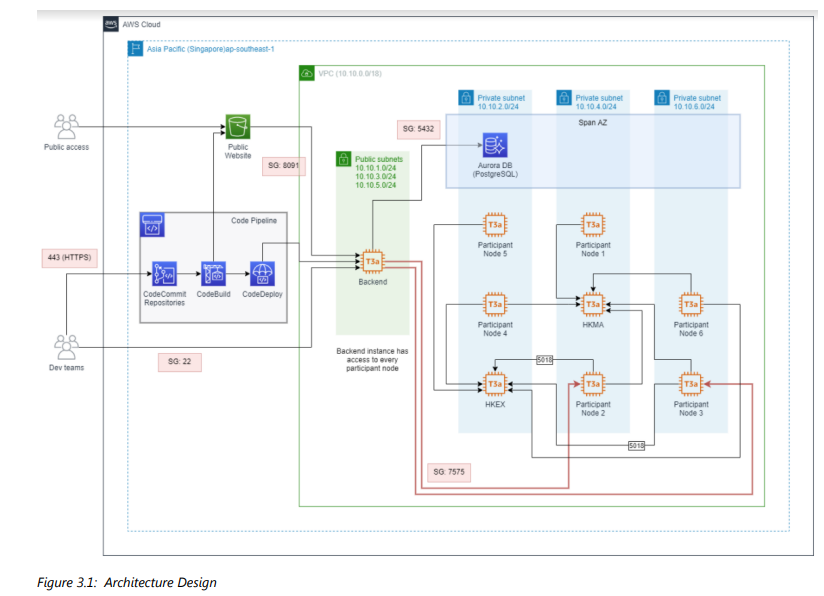 aws
AWS Cloud
Asia Pacific (Singapore)ap-southeast-1
VPC (10.10.0.0/18)
Private subnet
10.10.2.0/24
Private subnet
10.10.4.0/24
Private subnet
10.10.6.0/24
Span AZ
SG: 5432
Aurora DB
(PostgreSQL)
Public access
Public
Website
SG: 8091
Public subnets
10.10.1.0/24
10.10.3.0/24
10.10.5.0/24
Code Pipeline
443 (HTTPS)
CodeCommit
Repositories
CodeBuild
CodeDeploy
T3a
Backend
T3a
Participant
Node 5
T3a
Participant
Node 1
T3a
Participant
Node 4
T3a
HKMA
T3a
Participant
Node 6
Dev teams
SG: 22
Backend instance has
access to every
participant node
5018
T3a
HKEX
T3a
Participant
Node 2
T3a
Participant
Node 3
5018
SG: 7575
Figure 3.1: Architecture Design